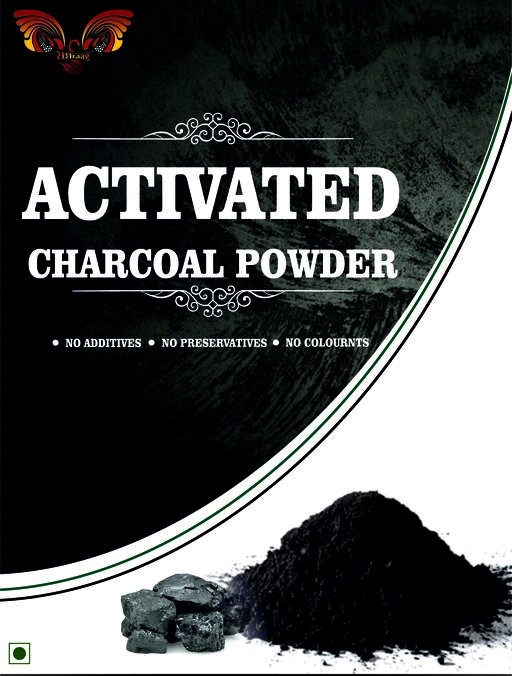 ACTIVATED
CHARCOAL POWDER
• NO ADDITIVES • NO PRESERVATIVES • NO COLOURNTS